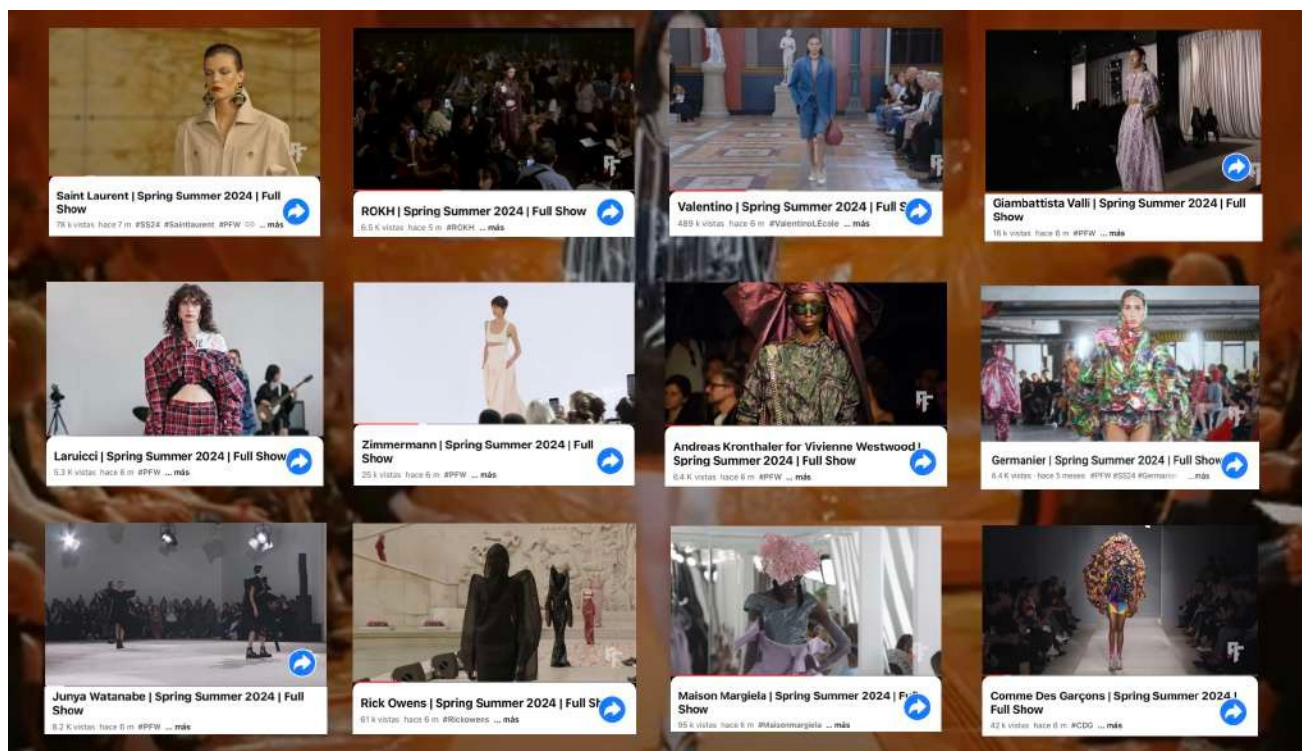 Saint Laurent | Spring Summer 2024 | Full
Show
78 k vistas hace 7 m #SS24 #Saintlaurent #PFW ... más
ROKH | Spring Summer 2024 | Full Show
6.5 K vistas hace 5 m #ROKH ... más
Valentino | Spring Summer 2024 | Full S
489 k vistas hace 6 m #ValentinoLÉcole ... más
Giambattista Valli | Spring Summer 2024 | Full
Show
16 k vistas hace 6 m #PFW ... más
Laruicci | Spring Summer 2024 | Full Show
5.3 K vistas hace 6 m #PFW ... más
Zimmermann | Spring Summer 2024 | Full
Show
25 k vistas hace 6 m #PFW ... más
Andreas Kronthaler for Vivienne Westwood |
Spring Summer 2024 | Full Show
6.4 K vistas hace 6 m #PFW ... más
Germanier | Spring Summer 2024 | Full Show
6.4 K vistas hace 5 meses #PFW #SS24 #Germanier ...más
Junya Watanabe | Spring Summer 2024 | Full
Show
8.2 K vistas hace 6 m #PFW ... más
Rick Owens | Spring Summer 2024 | Full Sh
61 k vistas hace 6 m #Rickowens ... más
Maison Margiela | Spring Summer 2024 | Full
Show
95 k vistas hace 6 m #Maisonmargiela ... más
Comme Des Garçons | Spring Summer 2024 |
Full Show
42 k vistas hace 6 m #CDG ... más